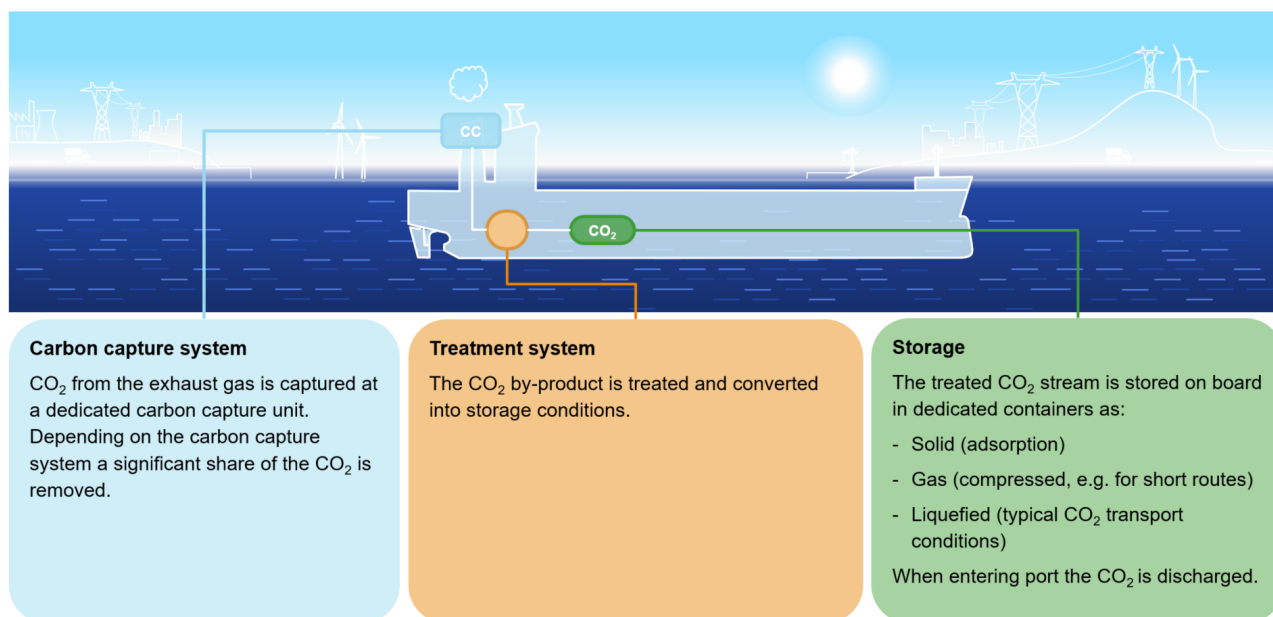 CC
CO₂
Carbon capture system
CO₂ from the exhaust gas is captured at
a dedicated carbon capture unit.
Depending on the carbon capture
system a significant share of the CO₂ is
removed.
Treatment system
The CO₂ by-product is treated and converted
into storage conditions.
Storage
The treated CO₂ stream is stored on board
in dedicated containers as:
- Solid (adsorption)
- Gas (compressed, e.g. for short routes)
- Liquefied (typical CO₂ transport
conditions)
When entering port the CO₂ is discharged.